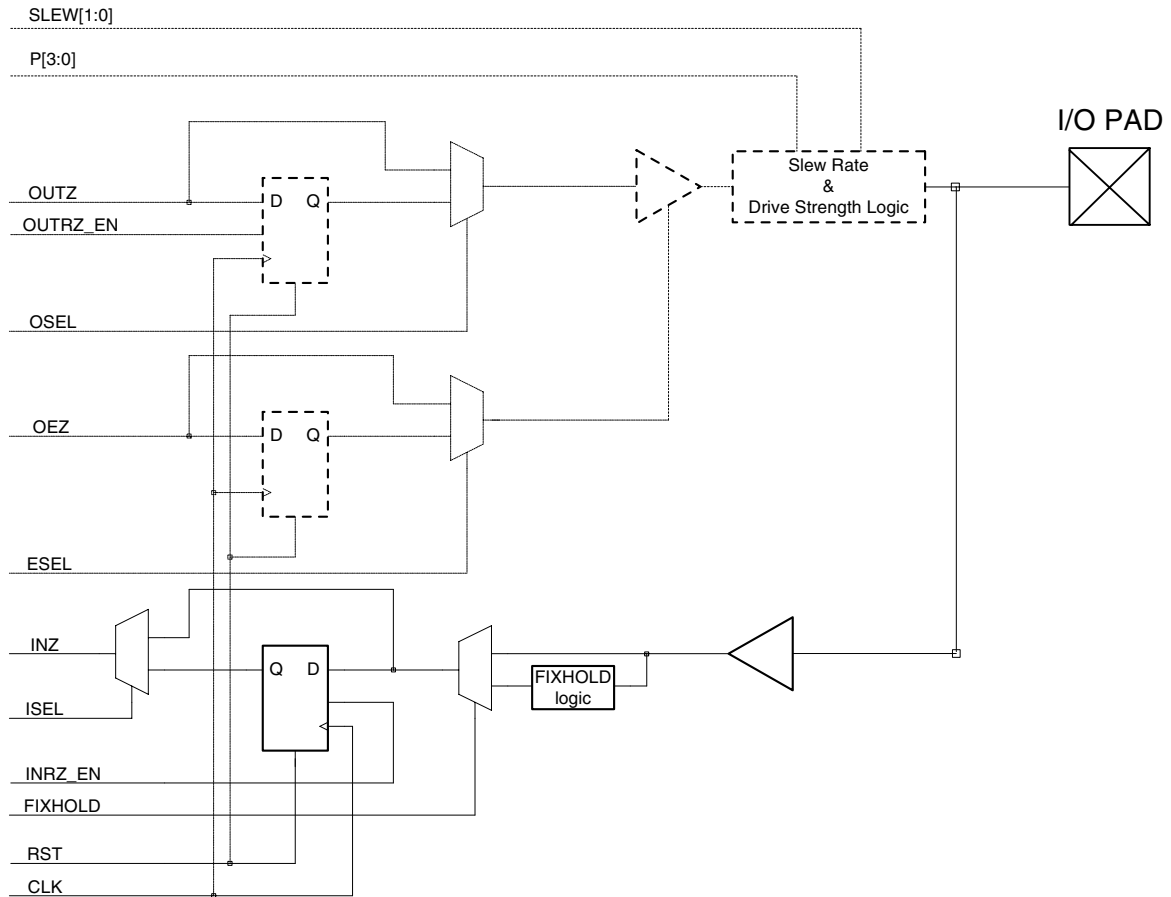 SLEW[1:0]
P[3:0]
I/O PAD
Slew Rate
&
Drive Strength Logic
OUTZ
D Q
OUTRZ_EN
OSEL
OEZ
D Q
ESEL
INZ
Q D
FIXHOLD
logic
ISEL
INRZ_EN
FIXHOLD
RST
CLK